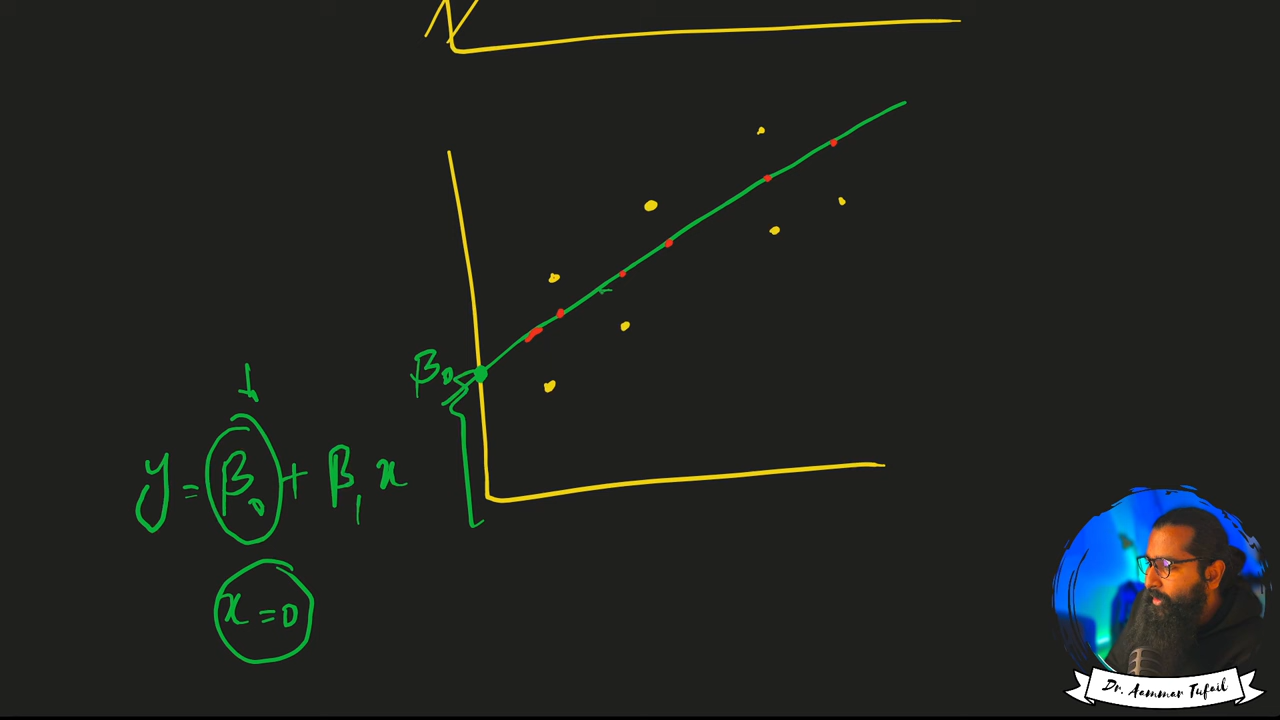 β₀
y = β₀ + β₁ x
x = 0
Dr. Aammar Tufail